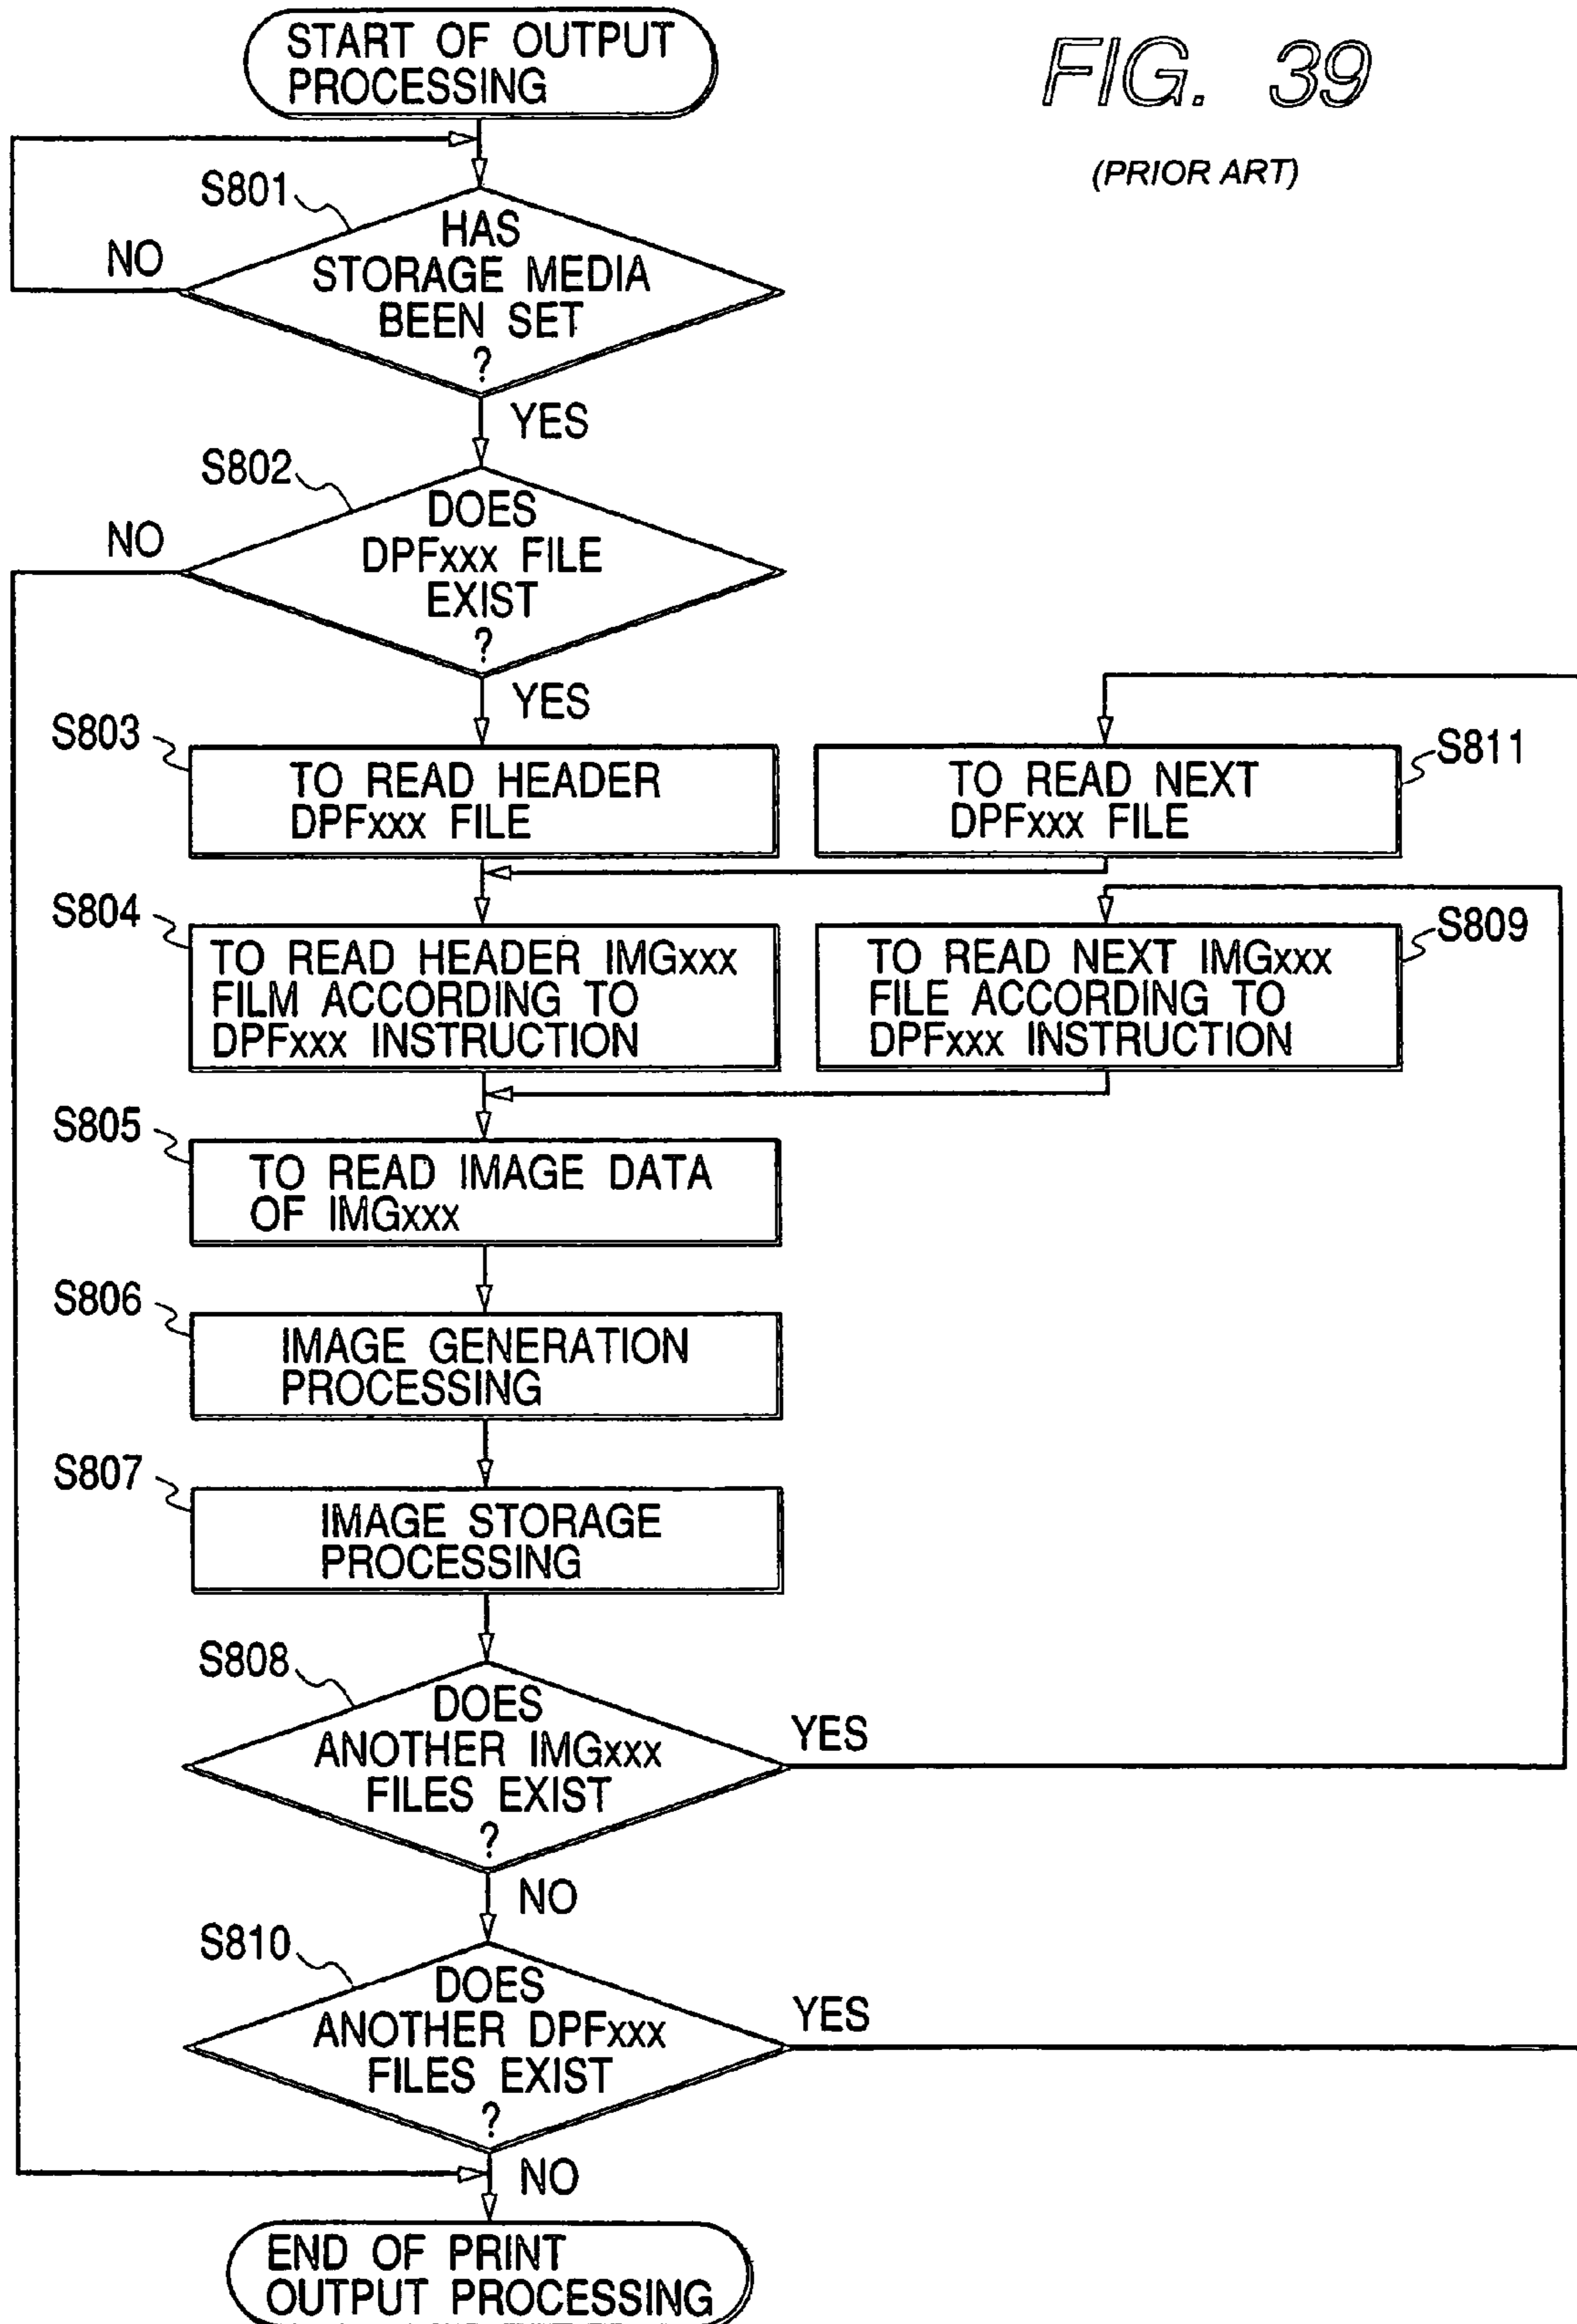 START OF OUTPUT
PROCESSING
FIG. 39
(PRIOR ART)
S801
HAS
STORAGE MEDIA
BEEN SET
?
NO
YES
S802
DOES
DPFxxx FILE
EXIST
?
NO
YES
S803
TO READ HEADER
DPFxxx FILE
TO READ NEXT
DPFxxx FILE
S811
S804
TO READ HEADER IMGxxx
FILM ACCORDING TO
DPFxxx INSTRUCTION
TO READ NEXT IMGxxx
FILE ACCORDING TO
DPFxxx INSTRUCTION
S809
S805
TO READ IMAGE DATA
OF IMGxxx
S806
IMAGE GENERATION
PROCESSING
S807
IMAGE STORAGE
PROCESSING
S808
DOES
ANOTHER IMGxxx
FILES EXIST
?
YES
NO
S810
DOES
ANOTHER DPFxxx
FILES EXIST
?
YES
NO
END OF PRINT
OUTPUT PROCESSING